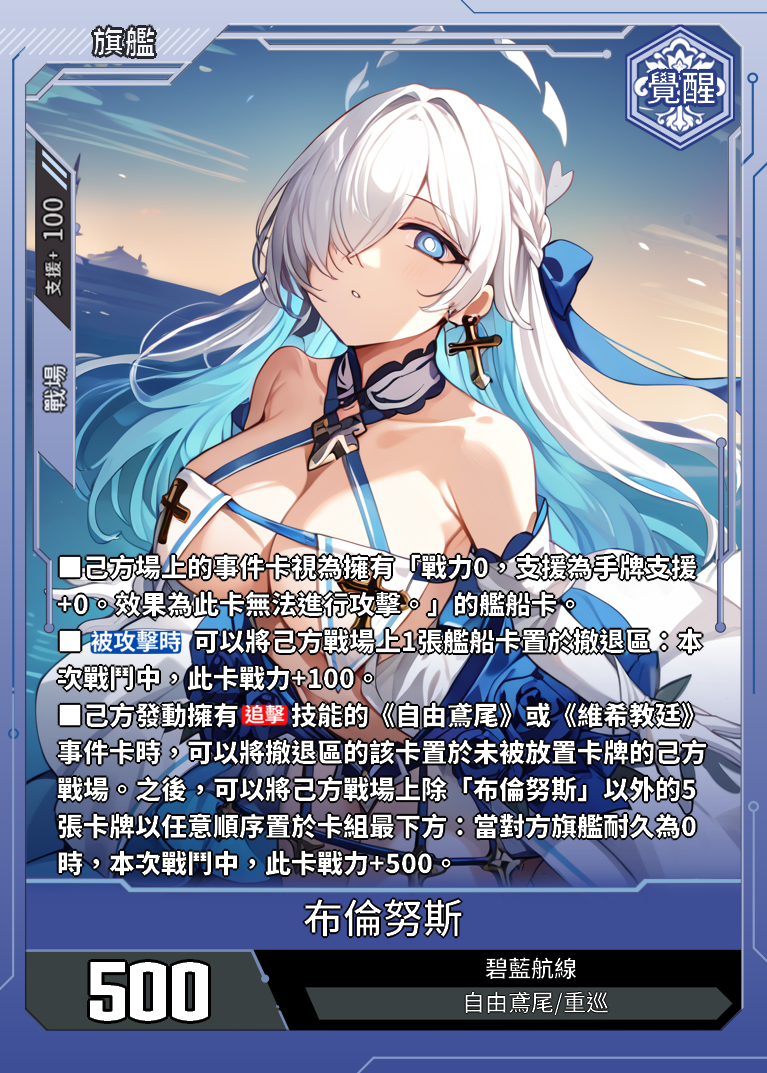 旗艦
覺醒
支援+ 100
戰場
■己方場上的事件卡視為擁有「戰力0，支援為手牌支援
+0。效果為此卡無法進行攻擊。」的艦船卡。
■ 被攻擊時 可以將己方戰場上1張艦船卡置於撤退區：本
次戰鬥中，此卡戰力+100。
■己方發動擁有 追擊 技能的《自由鳶尾》或《維希教廷》
事件卡時，可以將撤退區的該卡置於未被放置卡牌的己方
戰場。之後，可以將己方戰場上除「布倫努斯」以外的5
張卡牌以任意順序置於卡組最下方：當對方旗艦耐久為0
時，本次戰鬥中，此卡戰力+500。
布倫努斯
500
碧藍航線
自由鳶尾/重巡